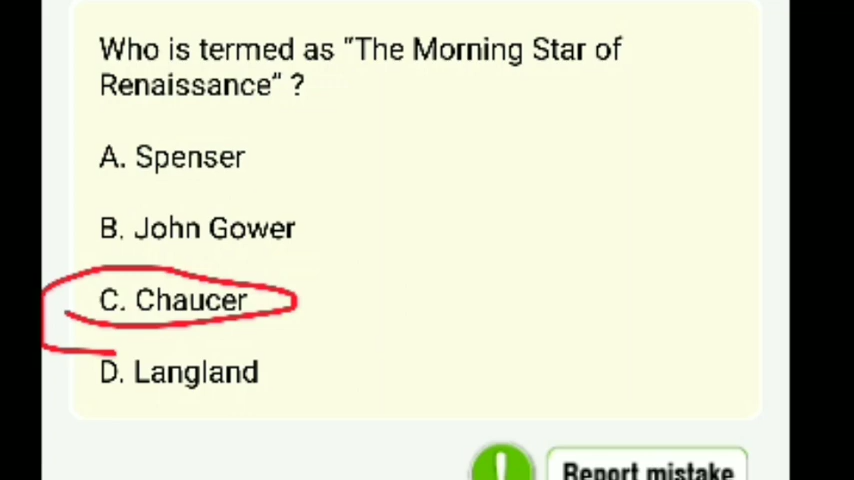 Who is termed as “The Morning Star of
Renaissance” ?
A. Spenser
B. John Gower
C. Chaucer
D. Langland
! Report mistake